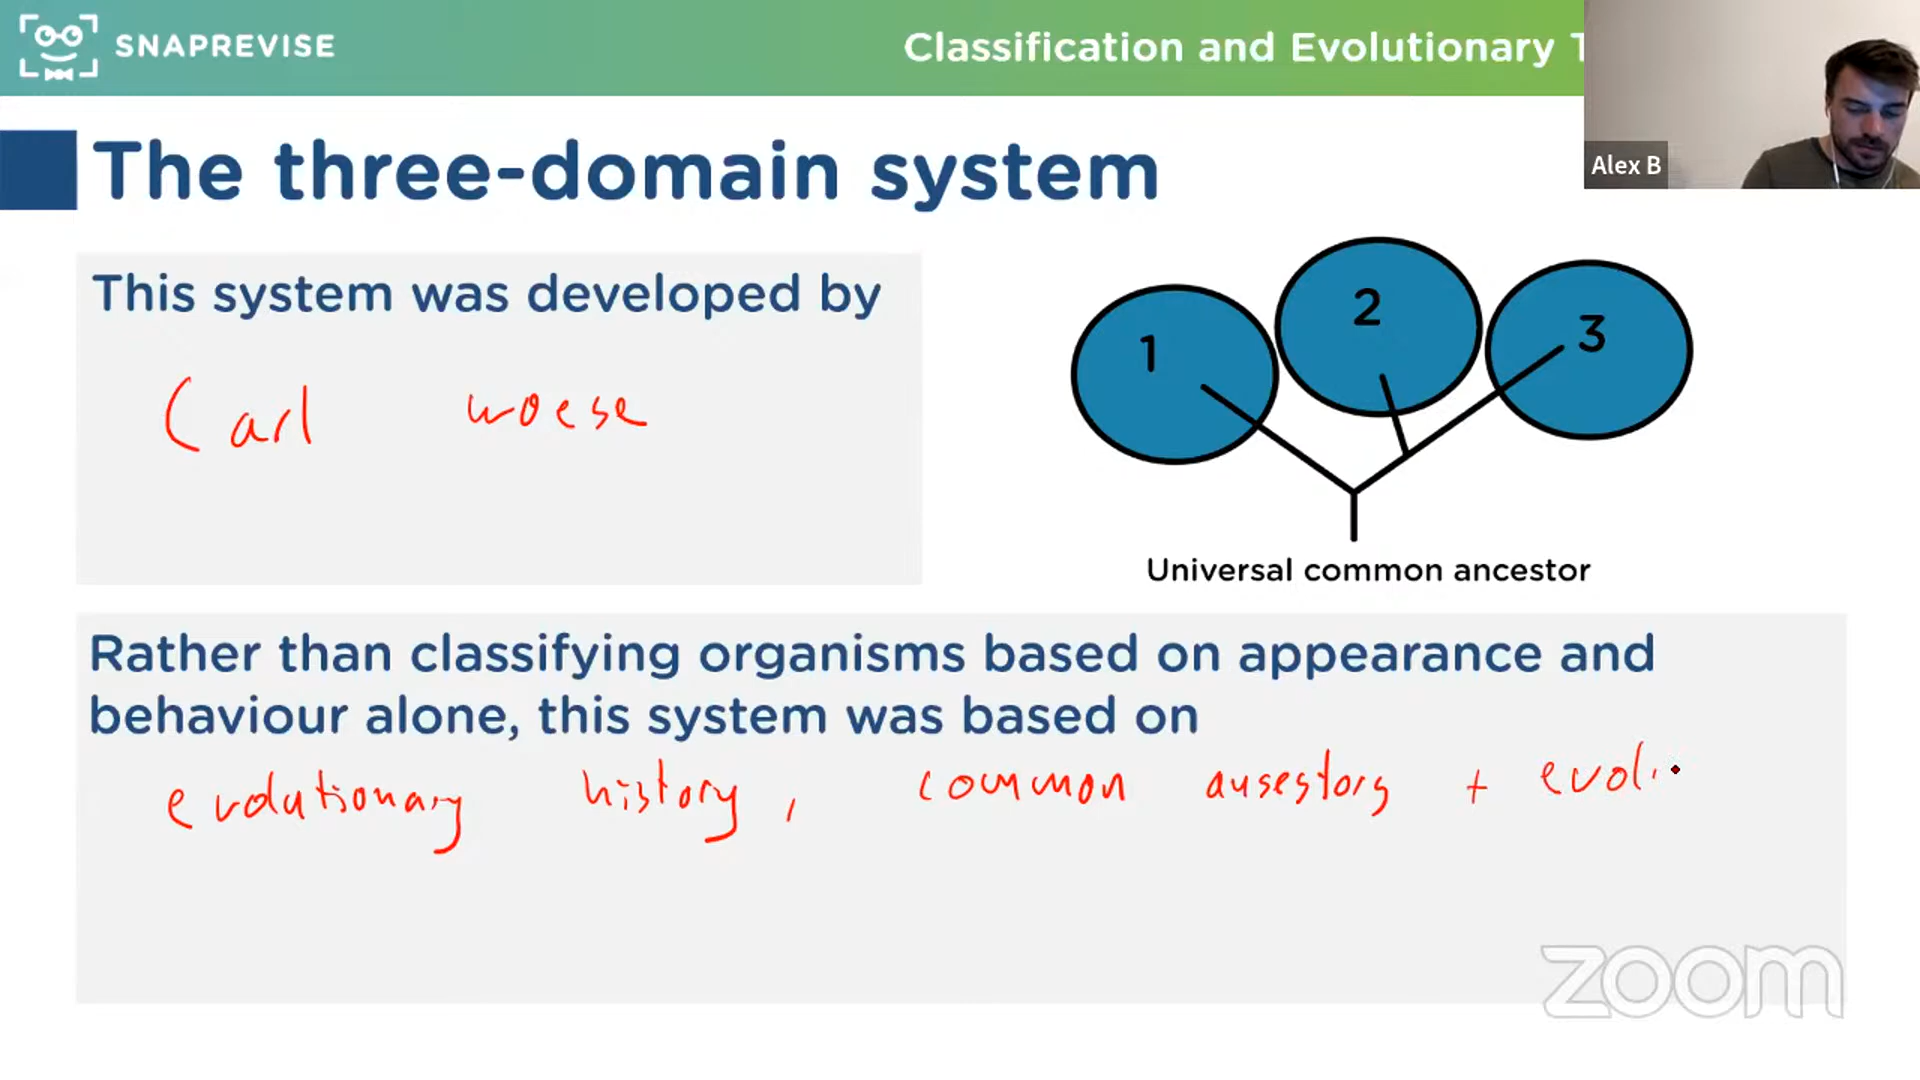 SNAPREVISE
Classification and Evolutionary
Alex B
The three-domain system
This system was developed by
Carl woese
1
2
3
Universal common ancestor
Rather than classifying organisms based on appearance and
behaviour alone, this system was based on
evolutionary history, common ausestors + evol
zoom